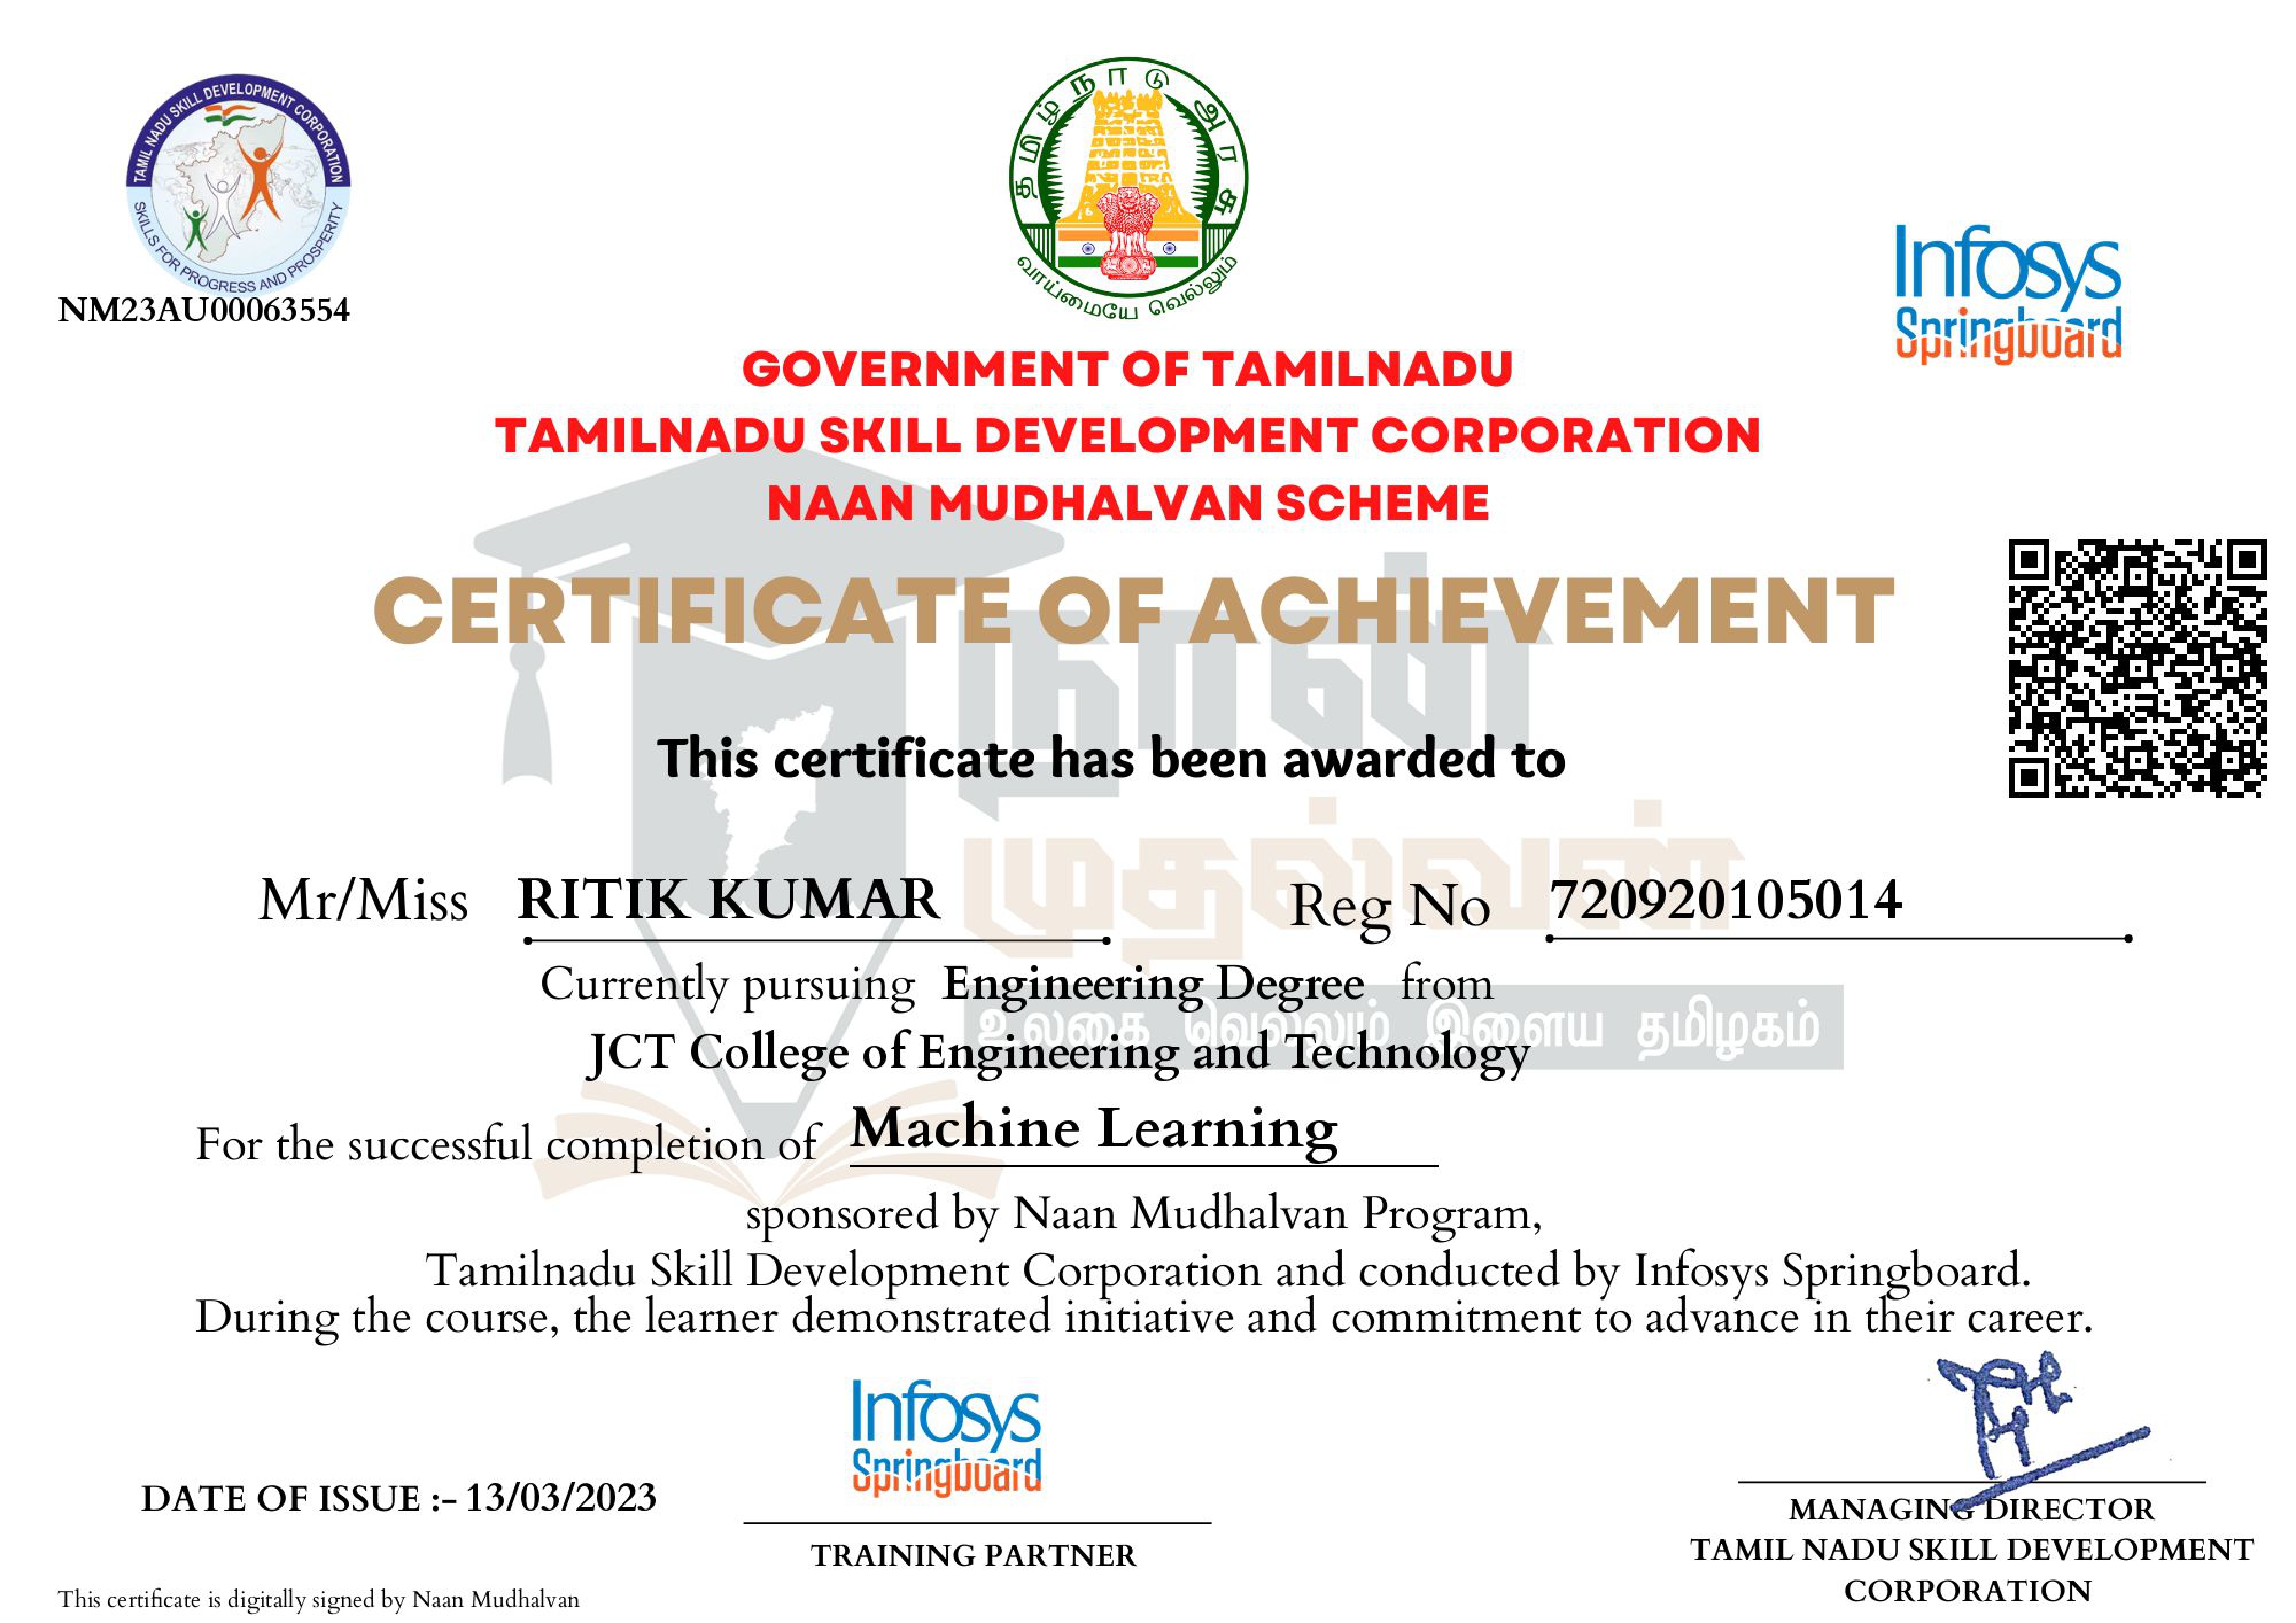 TAMIL NADU SKILL DEVELOPMENT CORPORATION
SKILLS FOR PROGRESS AND PROSPERITY
NM23AU00063554
தமிழ்நாடு அரசு
வாய்மையே வெல்லும்
Infosys
Springboard
GOVERNMENT OF TAMILNADU
TAMILNADU SKILL DEVELOPMENT CORPORATION
NAAN MUDHALVAN SCHEME
CERTIFICATE OF ACHIEVEMENT
நான்
This certificate has been awarded to
முதல்வன்
Mr/Miss RITIK KUMAR Reg No 720920105014
Currently pursuing Engineering Degree from
உலகை வெல்லும் இளைய தமிழகம்
JCT College of Engineering and Technology
For the successful completion of Machine Learning
sponsored by Naan Mudhalvan Program,
Tamilnadu Skill Development Corporation and conducted by Infosys Springboard.
During the course, the learner demonstrated initiative and commitment to advance in their career.
Infosys
Springboard
DATE OF ISSUE :- 13/03/2023
TRAINING PARTNER
MANAGING DIRECTOR
TAMIL NADU SKILL DEVELOPMENT
CORPORATION
This certificate is digitally signed by Naan Mudhalvan